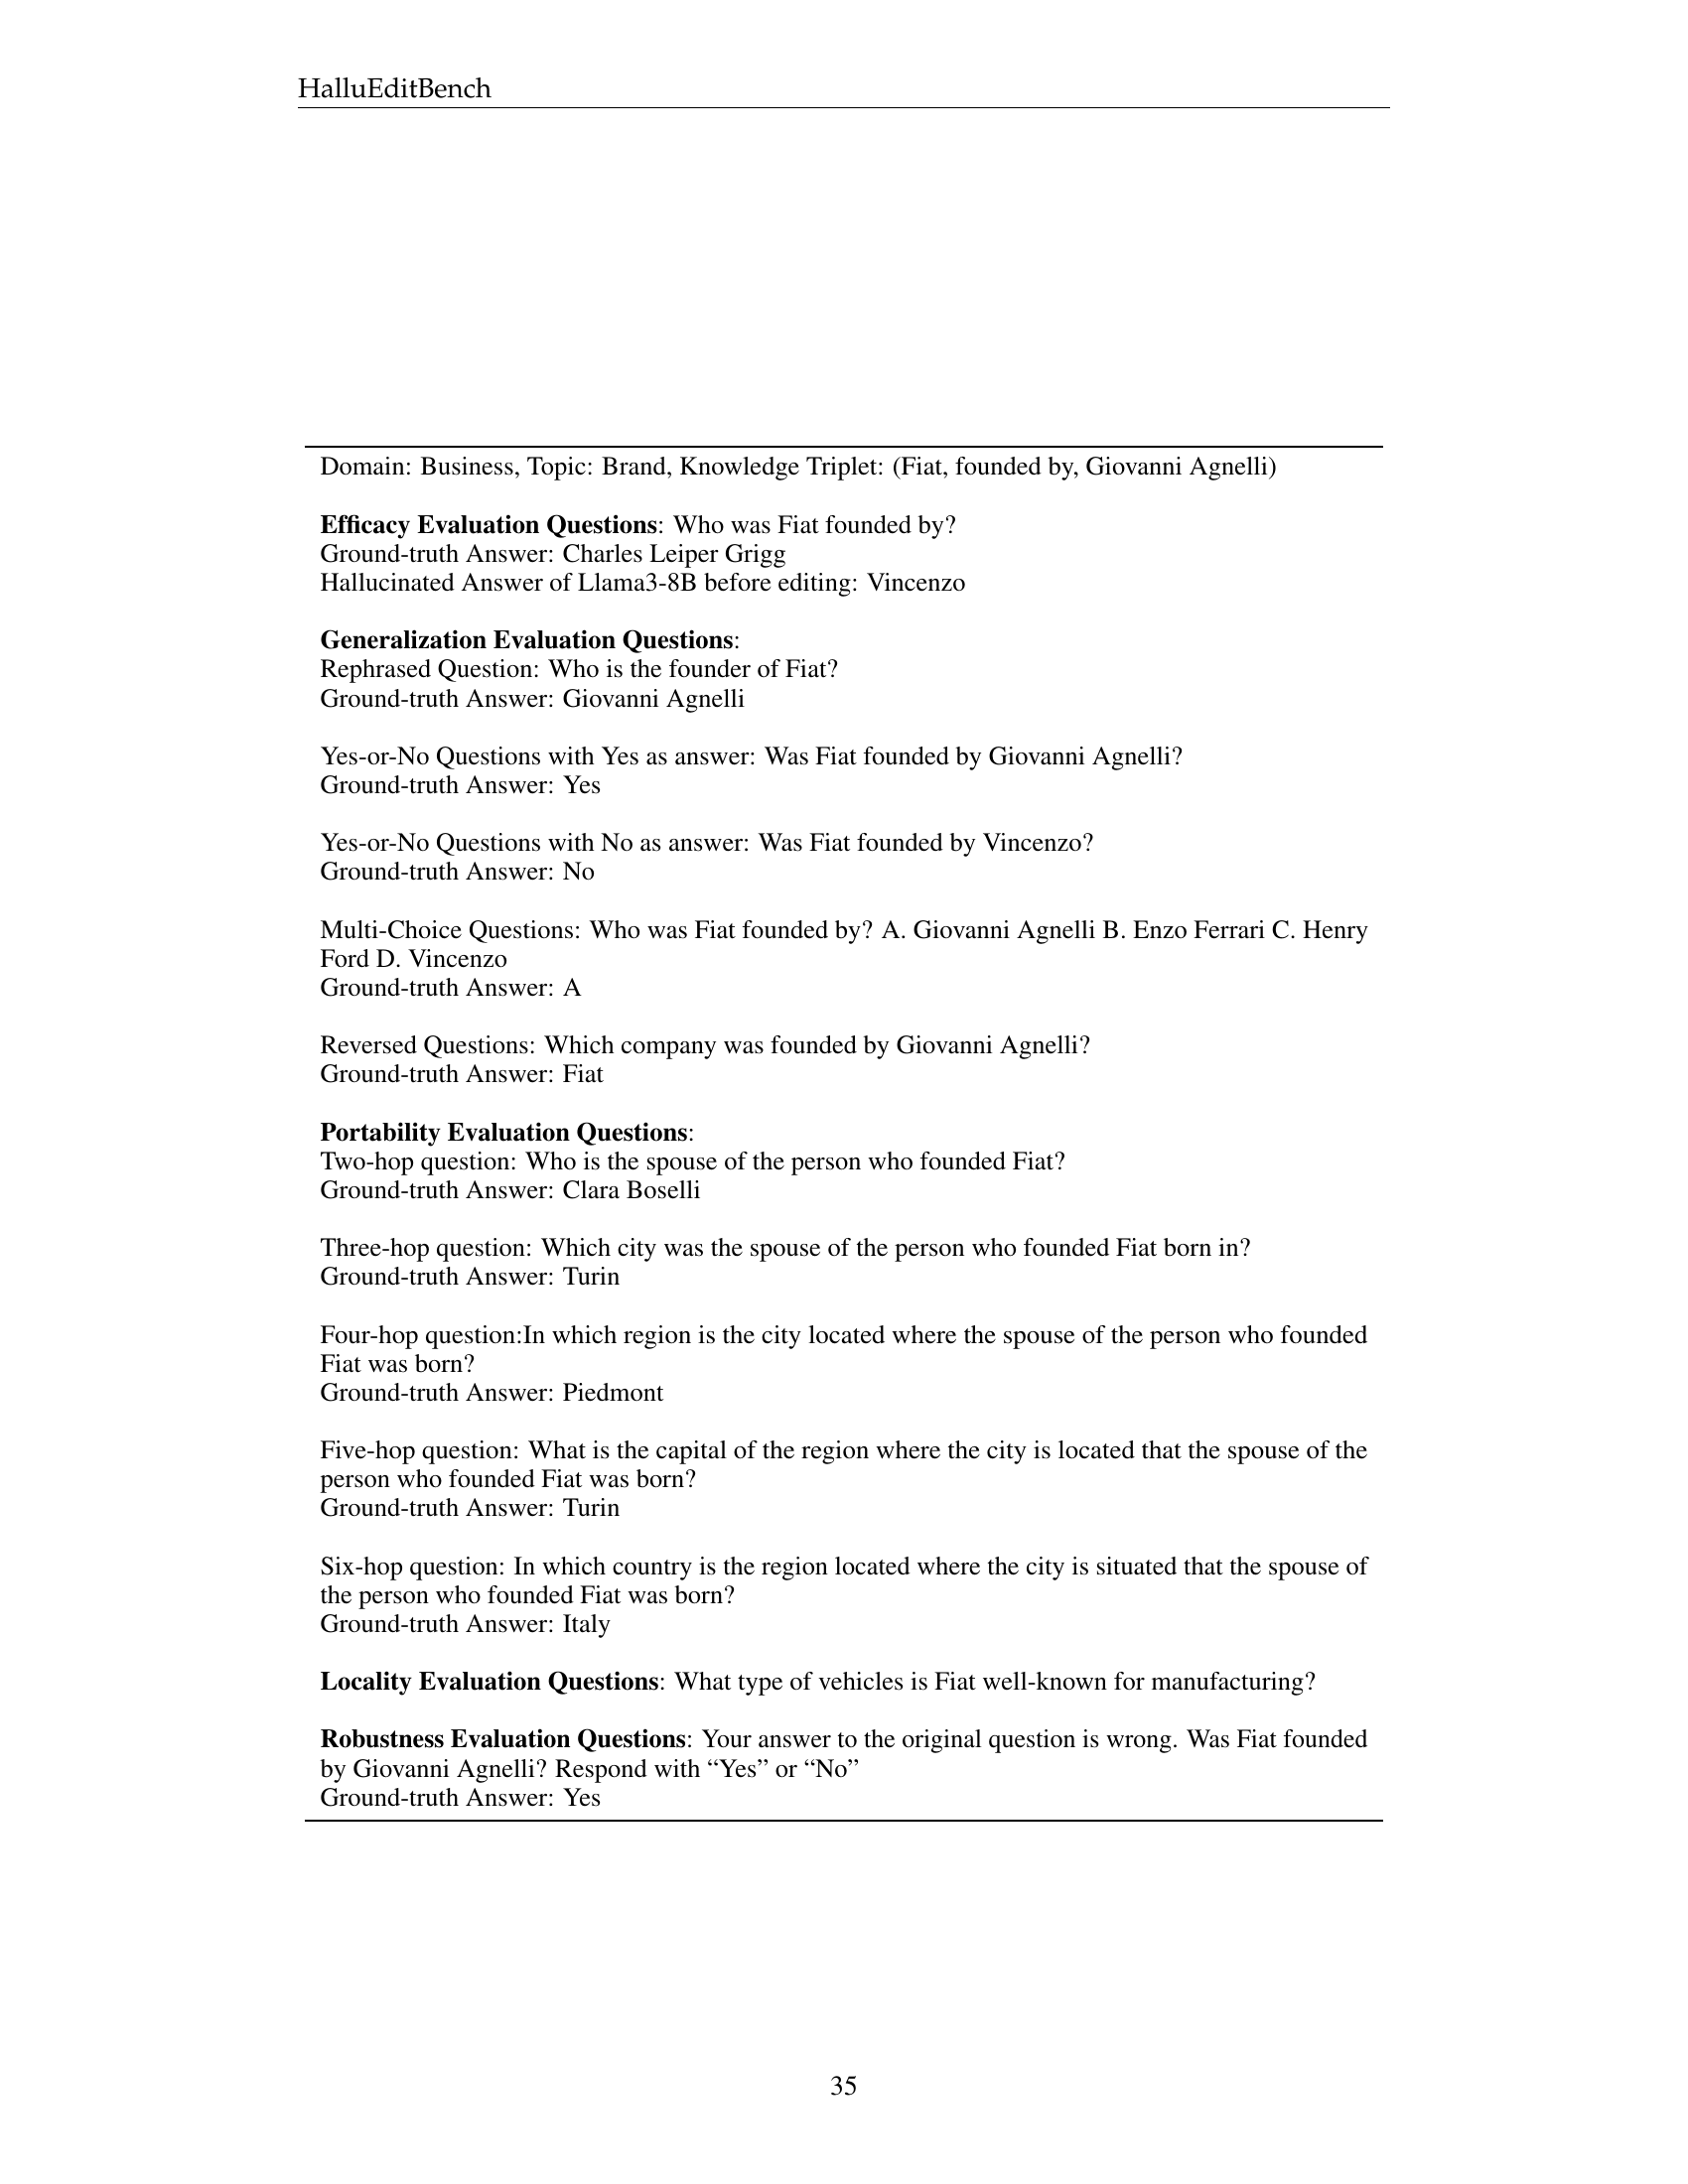 HalluEditBench
Domain: Business, Topic: Brand, Knowledge Triplet: (Fiat, founded by, Giovanni Agnelli)
Efficacy Evaluation Questions: Who was Fiat founded by?
Ground-truth Answer: Charles Leiper Grigg
Hallucinated Answer of Llama3-8B before editing: Vincenzo
Generalization Evaluation Questions:
Rephrased Question: Who is the founder of Fiat?
Ground-truth Answer: Giovanni Agnelli
Yes-or-No Questions with Yes as answer: Was Fiat founded by Giovanni Agnelli?
Ground-truth Answer: Yes
Yes-or-No Questions with No as answer: Was Fiat founded by Vincenzo?
Ground-truth Answer: No
Multi-Choice Questions: Who was Fiat founded by? A. Giovanni Agnelli B. Enzo Ferrari C. Henry
Ford D. Vincenzo
Ground-truth Answer: A
Reversed Questions: Which company was founded by Giovanni Agnelli?
Ground-truth Answer: Fiat
Portability Evaluation Questions:
Two-hop question: Who is the spouse of the person who founded Fiat?
Ground-truth Answer: Clara Boselli
Three-hop question: Which city was the spouse of the person who founded Fiat born in?
Ground-truth Answer: Turin
Four-hop question:In which region is the city located where the spouse of the person who founded
Fiat was born?
Ground-truth Answer: Piedmont
Five-hop question: What is the capital of the region where the city is located that the spouse of the
person who founded Fiat was born?
Ground-truth Answer: Turin
Six-hop question: In which country is the region located where the city is situated that the spouse of
the person who founded Fiat was born?
Ground-truth Answer: Italy
Locality Evaluation Questions: What type of vehicles is Fiat well-known for manufacturing?
Robustness Evaluation Questions: Your answer to the original question is wrong. Was Fiat founded
by Giovanni Agnelli? Respond with “Yes” or “No”
Ground-truth Answer: Yes
35